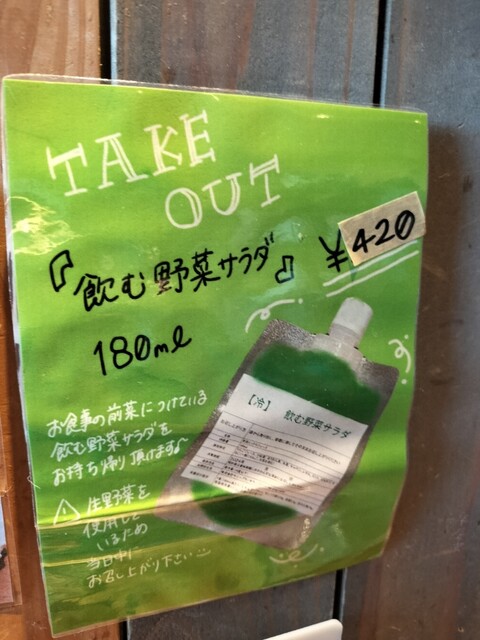 TAKE
OUT
『飲む野菜サラダ』 ¥420
180ml
【冷】 飲む野菜サラダ
お食事の前菜につけている
飲む野菜サラダを
お持ち帰り頂けます〜
⚠ 生野菜を
使用して
いるため
当日中に
お召し上がり下さい